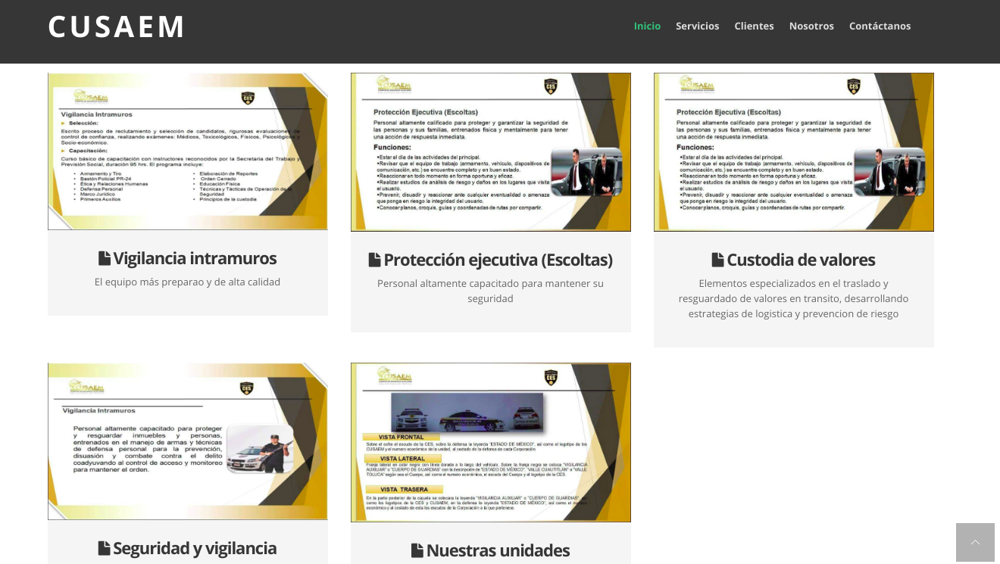 CUSAEM
Inicio Servicios Clientes Nosotros Contáctanos
CUSAEM
CES
Vigilancia Intramuros
► Selección:
Escrito proceso de reclutamiento y selección de candidatos, rigurosas evaluaciones de
control de confianza, realizando exámenes: Médicos, Toxicológicos, Físicos, Psicológicos y
Socio-económico.
► Capacitación:
Curso básico de capacitación con instructores reconocidos por la Secretaria del Trabajo y
Previsión Social, duración 95 hrs. El programa incluye:
• Armamento y Tiro
• Bastón Policial PR-24
• Ética y Relaciones Humanas
• Defensa Personal
• Marco Jurídico
• Primeros Auxilios
• Elaboración de Reportes
• Orden Cerrado
• Educación Física
• Técnicas y Tácticas de Operación de la
Seguridad
• Principios de la custodia
Vigilancia intramuros
El equipo más preparao y de alta calidad
CUSAEM
CES
Protección Ejecutiva (Escoltas)
Personal altamente calificado para proteger y garantizar la seguridad de
las personas y sus familias, entrenados física y mentalmente para tener
una acción de respuesta inmediata.
Funciones:
•Estar al día de las actividades del principal.
•Revisar que el equipo de trabajo (armamento, vehículo, dispositivos de
comunicación, etc.) se encuentre completo y en buen estado.
•Reaccionar en todo momento en forma oportuna y eficaz.
•Realizar estudios de análisis de riesgo y daños en los lugares que visita
el usuario.
•Prevenir, disuadir y reaccionar ante cualquier eventualidad o amenaza
que ponga en riesgo la integridad del usuario.
•Conocer planos, croquis, guías y coordenadas de rutas por compartir.
Protección ejecutiva (Escoltas)
Personal altamente capacitado para mantener su
seguridad
CUSAEM
CES
Protección Ejecutiva (Escoltas)
Personal altamente calificado para proteger y garantizar la seguridad de
las personas y sus familias, entrenados física y mentalmente para tener
una acción de respuesta inmediata.
Funciones:
•Estar al día de las actividades del principal.
•Revisar que el equipo de trabajo (armamento, vehículo, dispositivos de
comunicación, etc.) se encuentre completo y en buen estado.
•Reaccionar en todo momento en forma oportuna y eficaz.
•Realizar estudios de análisis de riesgo y daños en los lugares que visita
el usuario.
•Prevenir, disuadir y reaccionar ante cualquier eventualidad o amenaza
que ponga en riesgo la integridad del usuario.
•Conocer planos, croquis, guías y coordenadas de rutas por compartir.
Custodia de valores
Elementos especializados en el traslado y
resguardado de valores en transito, desarrollando
estrategias de logistica y prevencion de riesgo
CUSAEM
CES
Vigilancia Intramuros
Personal altamente capacitado para proteger
y resguardar inmuebles y personas,
entrenados en el manejo de armas y técnicas
de defensa personal para la prevención,
disuasión y combate contra el delito
coadyuvando al control de acceso y monitoreo
para mantener el orden.
Seguridad y vigilancia
CUSAEM
CES
VISTA FRONTAL
Sobre el cofre el escudo de la CES, sobre la defensa la leyenda "ESTADO DE MÉXICO", así como el logotipo de los
CUSAEM y el numero económico de la unidad, al costado de la defensa de cada Corporación.
VISTA LATERAL
Franja lateral en color negro con línea dorada a lo largo del vehículo. Sobre la franja negra se coloca "VIGILANCIA
AUXILIAR" o "CUERPO DE GUARDIAS" con la descripción de "ESTADO DE MÉXICO", "VALLE CUAUTITLÁN" o "VALLE
TOLUCA" según sea el Cuerpo, así como el numero económico, el escudo del Cuerpo y el logotipo de la CES.
VISTA TRASERA
En la parte posterior de la cajuela se colocara la leyenda "VIGILANCIA AUXILIAR" o "CUERPO DE GUARDIAS", así
como los logotipos de la CES y CUSAEM; en la defensa la leyenda "ESTADO DE MÉXICO", así como el numero
económico y al costado de esta los escudos de la Corporación a la que pertenece.
Nuestras unidades